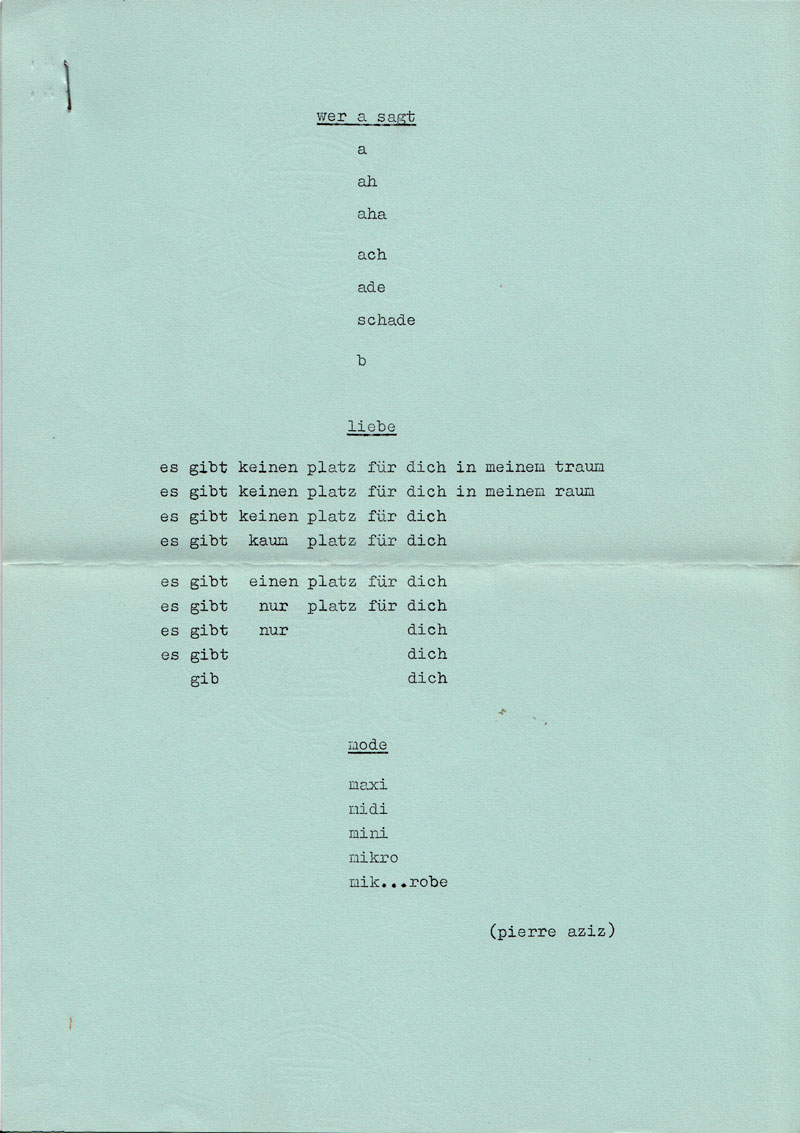 wer a sagt
a
ah
aha
ach
ade
schade
b
liebe
es gibt keinen platz für dich in meinem traum
es gibt keinen platz für dich in meinem raum
es gibt keinen platz für dich
es gibt kaum platz für dich
es gibt einen platz für dich
es gibt nur platz für dich
es gibt nur dich
es gibt dich
gib dich
mode
maxi
midi
mini
mikro
mik...robe
(pierre aziz)